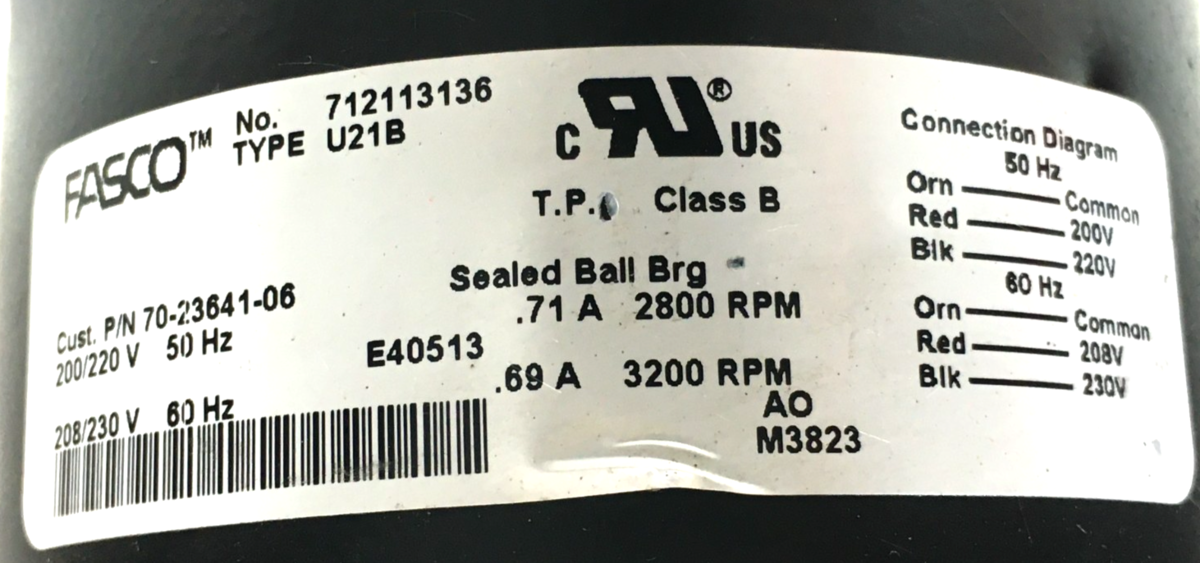 FASCO™
No. 712113136
TYPE U21B
C RU® US
T.P. Class B
Sealed Ball Brg
Cust. P/N 70-23641-06
200/220 V 50 Hz
.71 A 2800 RPM
E40513
208/230 V 60 Hz
.69 A 3200 RPM
AO
M3823
Connection Diagram
50 Hz
Orn Common
Red 200V
Blk 220V
60 Hz
Orn Common
Red 208V
Blk 230V